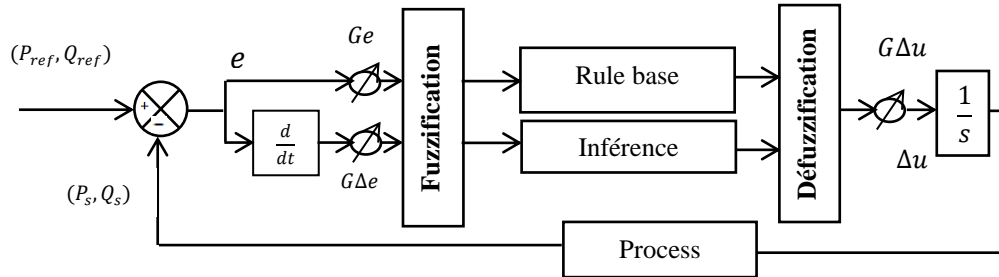 (P_ref, Q_ref)
+
−
e
Ge
d/dt
GΔe
Fuzzification
Rule base
Inférence
Défuzzification
GΔu
Δu
1/s
(P_s, Q_s)
Process